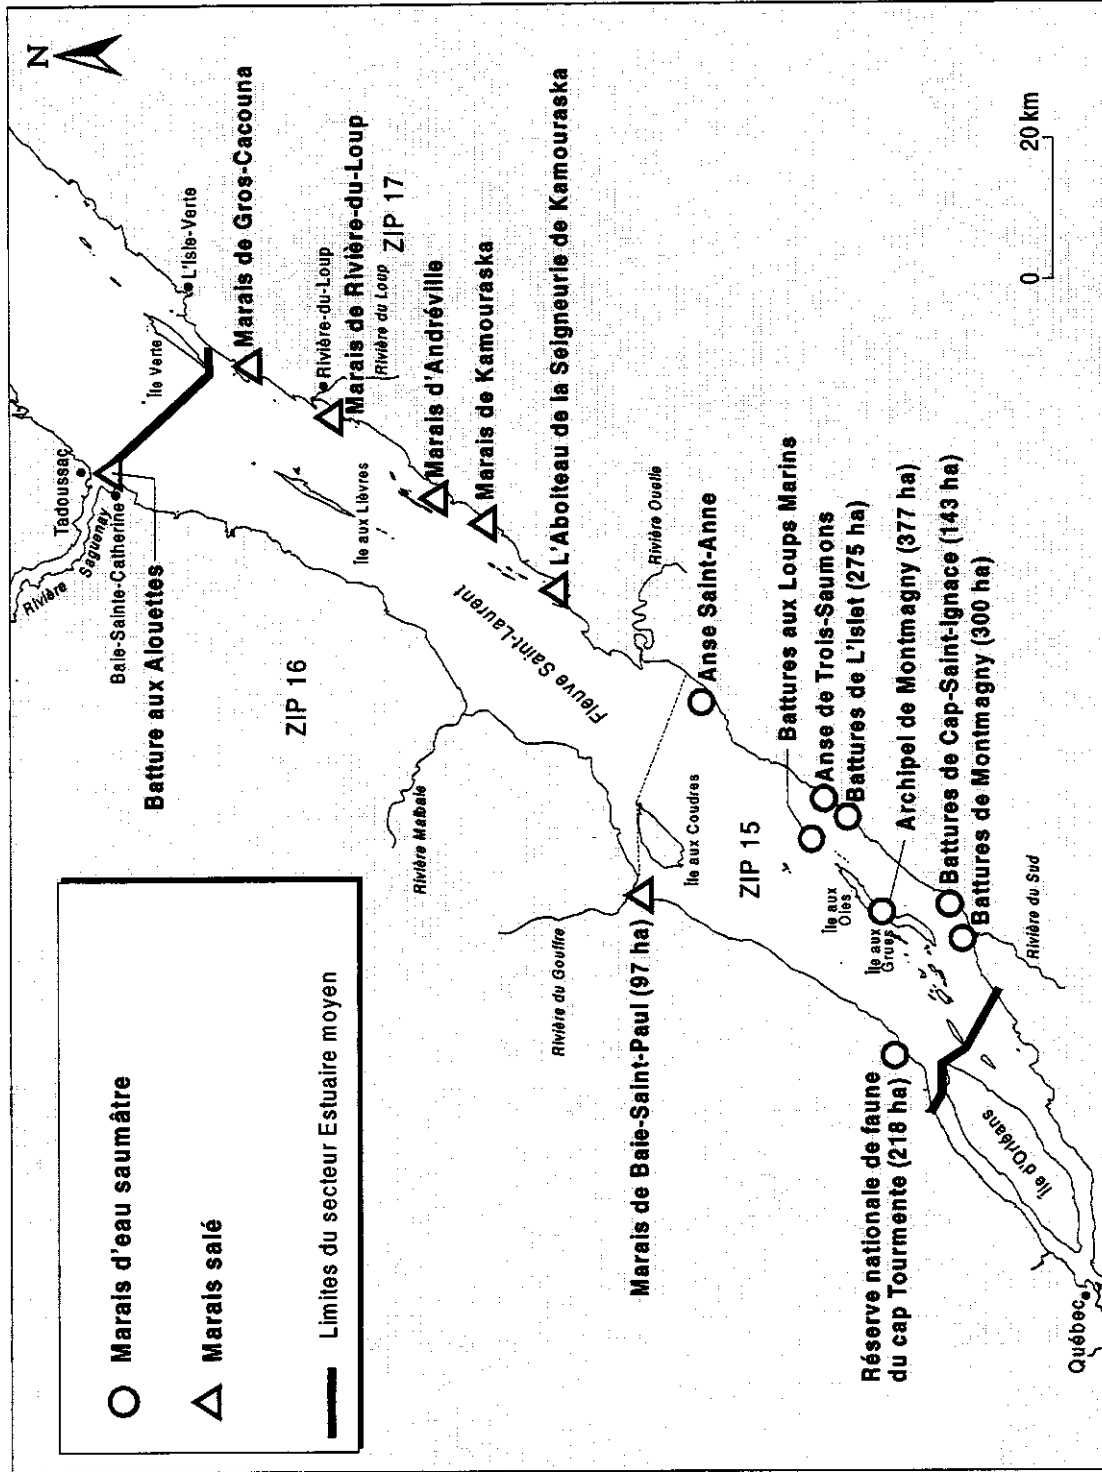 N
Marais d'eau saumâtre
Marais salé
Limites du secteur Estuaire moyen
Rivière
Saguenay
Tadoussac
Baie-Sainte-Catherine
Batture aux Alouettes
Île Verte
L'Isle-Verte
Marais de Gros-Cacouna
Rivière-du-Loup
Marais de Rivière-du-Loup
Rivière du Loup
ZIP 17
Île aux Lièvres
Marais d'Andréville
Marais de Kamouraska
L'Aboiteau de la Seigneurie de Kamouraska
ZIP 16
Fleuve Saint-Laurent
Rivière Malbaie
Rivière Ouelle
Rivière du Gouffre
Marais de Baie-Saint-Paul (97 ha)
Île aux Coudres
Anse Saint-Anne
ZIP 15
Battures aux Loups Marins
Anse de Trois-Saumons
Battures de L'Islet (275 ha)
Île aux
Oies
Île aux
Grues
Archipel de Montmagny (377 ha)
Battures de Cap-Saint-Ignace (143 ha)
Battures de Montmagny (300 ha)
Rivière du Sud
Réserve nationale de faune
du cap Tourmente (218 ha)
Île d'Orléans
Québec
0 20 km